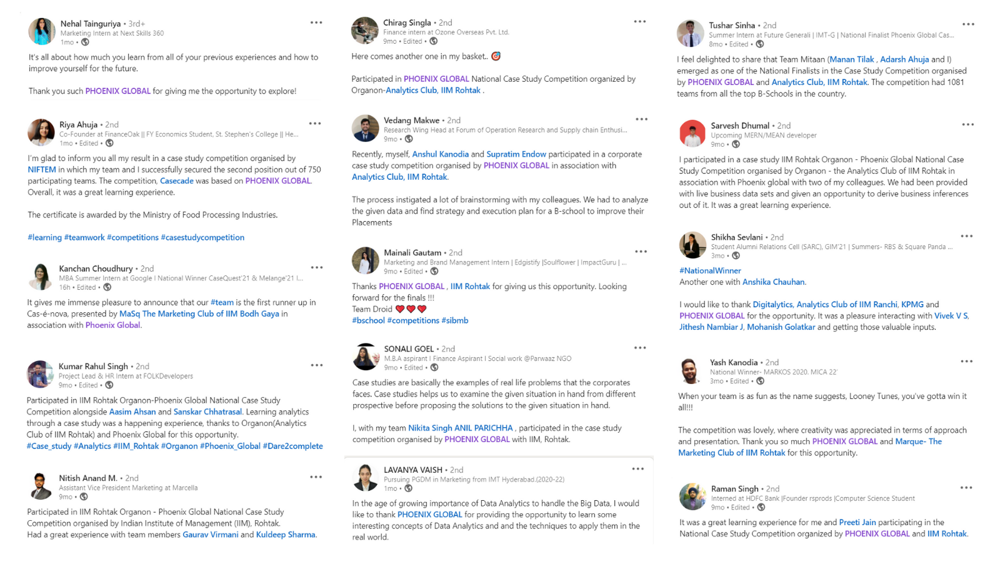 Nehal Tainguriya • 3rd+
Marketing Intern at Next Skills 360
1mo •
It's all about how much you learn from all of your previous experiences and how to
improve yourself for the future.
Thank you such PHOENIX GLOBAL for giving me the opportunity to explore!
Riya Ahuja • 2nd
Co-Founder at FinanceOak || FY Economics Student, St. Stephen's College || He...
1mo • Edited •
I'm glad to inform you all my result in a case study competition organised by
NIFTEM in which my team and I successfully secured the second position out of 750
participating teams. The competition, Casecade was based on PHOENIX GLOBAL.
Overall, it was a great learning experience.
The certificate is awarded by the Ministry of Food Processing Industries.
#learning #teamwork #competitions #casestudycompetition
Kanchan Choudhury • 2nd
MBA Summer Intern at Google I National Winner CaseQuest'21 & Melange'21 I...
16h • Edited •
It gives me immense pleasure to announce that our #team is the first runner up in
Cas-é-nova, presented by MaSq The Marketing Club of IIM Bodh Gaya in
association with Phoenix Global.
Kumar Rahul Singh • 2nd
Project Lead & HR Intern at FOLKDevelopers
9mo • Edited •
Participated in IIM Rohtak Organon-Phoenix Global National Case Study
Competition alongside Aasim Ahsan and Sanskar Chhatrasal. Learning analytics
through a case study was a happening experience, thanks to Organon(Analytics
Club of IIM Rohtak) and Phoenix Global for this opportunity.
#Case_study #Analytics #IIM_Rohtak #Organon #Phoenix_Global #Dare2complete
Nitish Anand M. • 2nd
Assistant Vice President Marketing at Marcella
9mo •
Participated in IIM Rohtak Organon - Phoenix Global National Case Study
Competition organised by Indian Institute of Management (IIM), Rohtak.
Had a great experience with team members Gaurav Virmani and Kuldeep Sharma.
Chirag Singla • 2nd
Finance intern at Ozone Overseas Pvt. Ltd.
9mo • Edited •
Here comes another one in my basket..
Participated in PHOENIX GLOBAL National Case Study Competition organized by
Organon-Analytics Club, IIM Rohtak .
Vedang Makwe • 2nd
Research Wing Head at Forum of Operation Research and Supply chain Enthusi...
9mo •
Recently, myself, Anshul Kanodia and Supratim Endow participated in a corporate
case study competition organised by PHOENIX GLOBAL in association with
Analytics Club, IIM Rohtak.
The process instigated a lot of brainstorming with my colleagues. We had to analyze
the given data and find strategy and execution plan for a B-school to improve their
Placements
Mainali Gautam • 2nd
Marketing and Brand Management Intern | Edgistify |Soulflower | ImpactGuru | ...
9mo • Edited •
Thanks PHOENIX GLOBAL , IIM Rohtak for giving us this opportunity. Looking
forward for the finals !!!
Team Droid ❤❤❤
#bschool #competitions #sibmb
SONALI GOEL • 2nd
M.B.A aspirant I Finance Aspirant I Social work @Parwaaz NGO
9mo • Edited •
Case studies are basically the examples of real life problems that the corporates
faces. Case studies helps us to examine the given situation in hand from different
prospective before proposing the solutions to the given situation in hand.
I, with my team Nikita Singh ANIL PARICHHA , participated in the case study
competition organised by PHOENIX GLOBAL with IIM, Rohtak.
LAVANYA VAISH • 2nd
Pursuing PGDM in Marketing from IMT Hyderabad.(2020-22)
1mo •
In the age of growing importance of Data Analytics to handle the Big Data, I would
like to thank PHOENIX GLOBAL for providing the opportunity to learn some
interesting concepts of Data Analytics and and the techniques to apply them in the
real world.
Tushar Sinha • 2nd
Summer Intern at Future Generali | IMT-G | National Finalist Phoenix Global Cas...
8mo • Edited •
I feel delighted to share that Team Mitaan (Manan Tilak , Adarsh Ahuja and I)
emerged as one of the National Finalists in the Case Study Competition organised
by PHOENIX GLOBAL and Analytics Club, IIM Rohtak. The competition had 1081
teams from all the top B-Schools in the country.
Sarvesh Dhumal • 2nd
Upcoming MERN/MEAN developer
9mo •
I participated in a case study IIM Rohtak Organon - Phoenix Global National Case
Study Competition organised by Organon - the Analytics Club of IIM Rohtak in
association with Phoenix global with two of my colleagues. We had been provided
with live business data sets and given an opportunity to derive business inferences
out of it. It was a great learning experience.
Shikha Sevlani • 2nd
Student Alumni Relations Cell (SARC), GIM'21 | Summers- RBS & Square Panda ...
3mo •
#NationalWinner
Another one with Anshika Chauhan.
I would like to thank Digitalytics, Analytics Club of IIM Ranchi, KPMG and
PHOENIX GLOBAL for the opportunity. It was a pleasure interacting with Vivek V S,
Jithesh Nambiar J, Mohanish Golatkar and getting those valuable inputs.
Yash Kanodia • 2nd
National Winner- MARKOS 2020. MICA 22'
3mo • Edited •
When your team is as fun as the name suggests, Looney Tunes, you've gotta win it
all!!!
The competition was lovely, where creativity was appreciated in terms of approach
and presentation. Thank you so much PHOENIX GLOBAL and Marque- The
Marketing Club of IIM Rohtak for this opportunity.
Raman Singh • 2nd
Interned at HDFC Bank |Founder rsprods |Computer Science Student
9mo • Edited •
It was a great learning experience for me and Preeti Jain participating in the
National Case Study Competition organized by PHOENIX GLOBAL and IIM Rohtak.